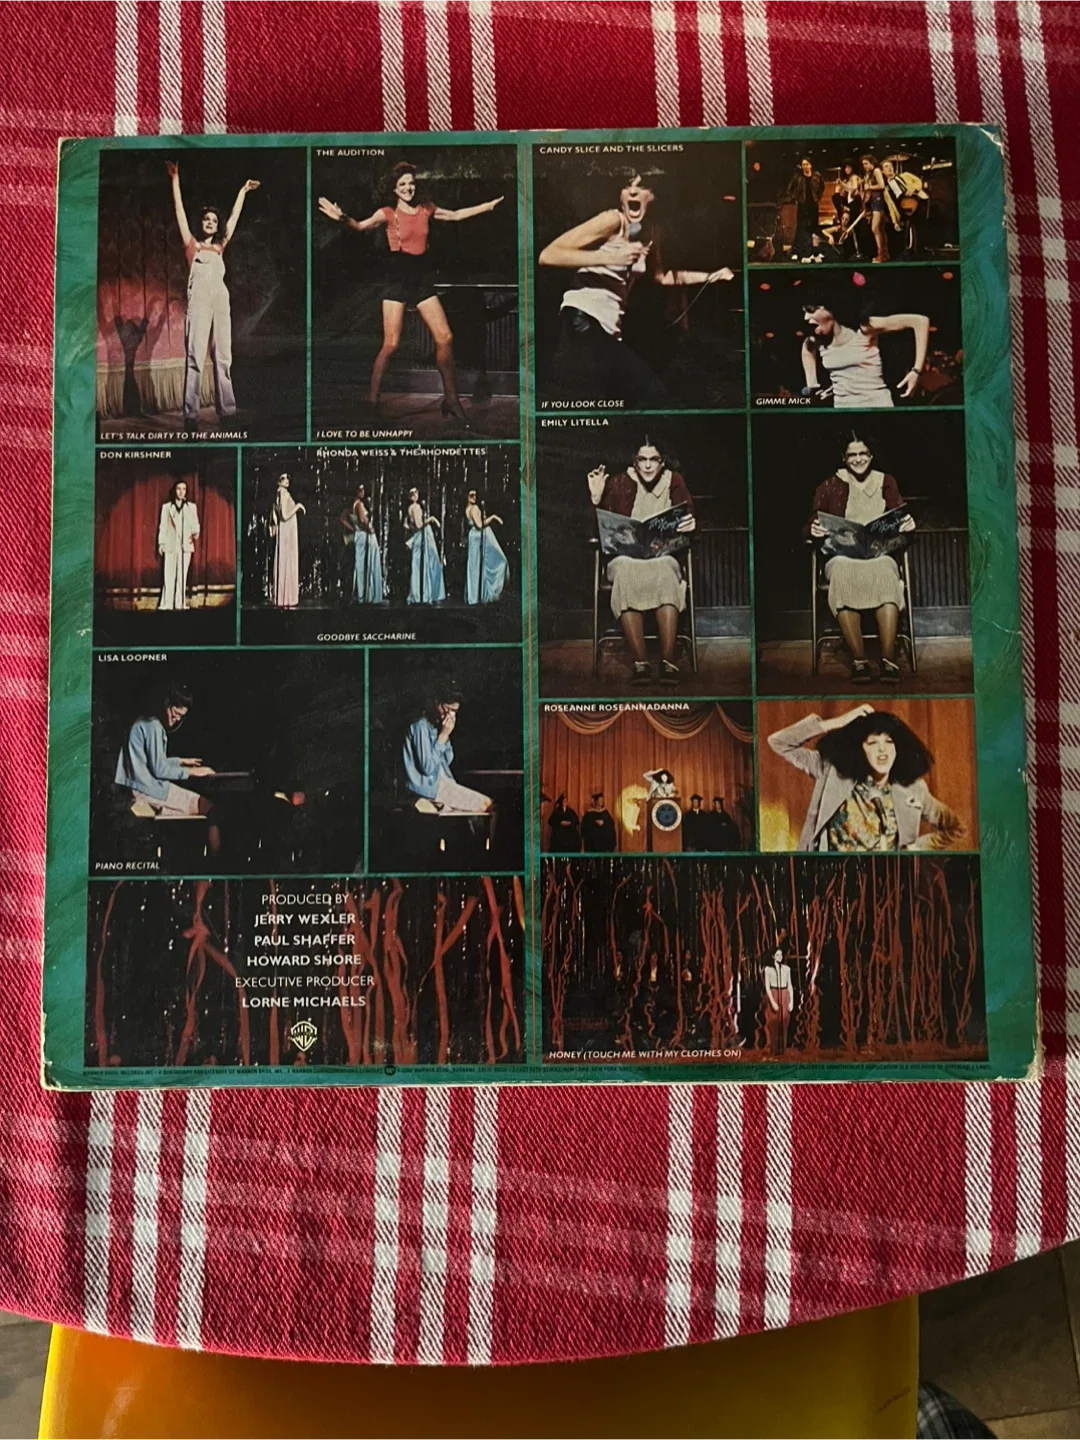 THE AUDITION
LET'S TALK DIRTY TO THE ANIMALS
I LOVE TO BE UNHAPPY
DON KIRSHNER
RHONDA WEISS & THE RHONDETTES
GOODBYE SACCHARINE
LISA LOOPNER
PIANO RECITAL
PRODUCED BY
JERRY WEXLER
PAUL SHAFFER
HOWARD SHORE
EXECUTIVE PRODUCER
LORNE MICHAELS
CANDY SLICE AND THE SLICERS
IF YOU LOOK CLOSE
GIMME MICK
EMILY LITELLA
ROSEANNE ROSEANNADANNA
HONEY (TOUCH ME WITH MY CLOTHES ON)